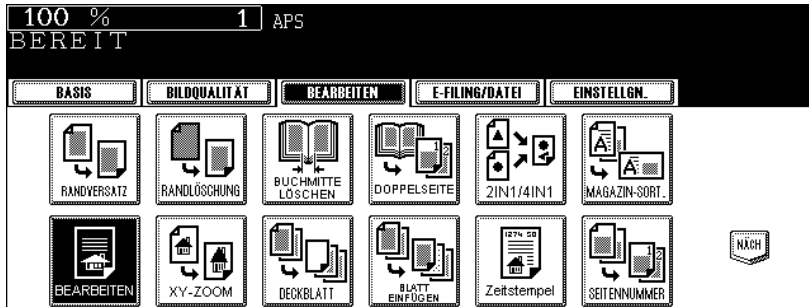 100 % 1 APS
BEREIT
BASIS BILDQUALITÄT BEARBEITEN E-FILING/DATEI EINSTELLGN.
RANDVERSATZ RANDLÖSCHUNG BUCHMITTE LÖSCHEN DOPPELSEITE 2IN1/4IN1 MAGAZIN-SORT.
NÄCH
BEARBEITEN XY-ZOOM DECKBLATT BLATT EINFÜGEN Zeitstempel SEITENNUMMER